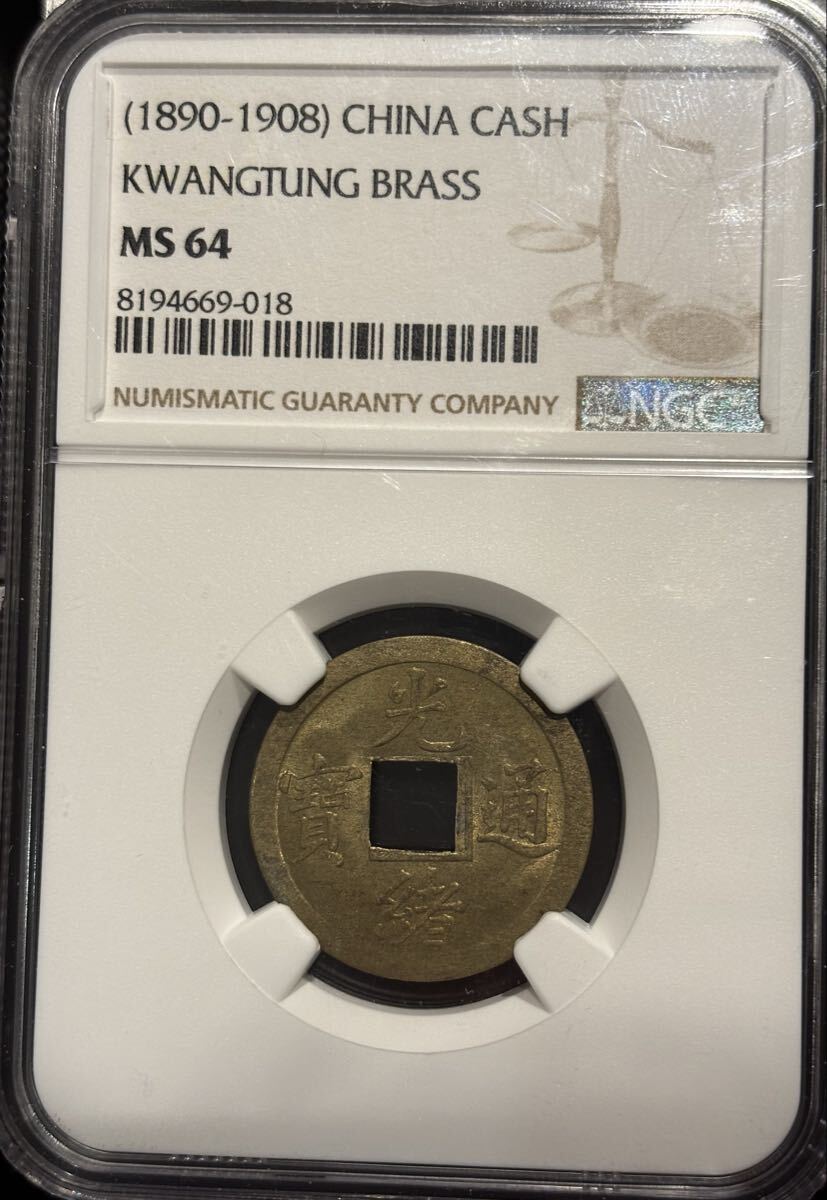 (1890-1908) CHINA CASH
KWANGTUNG BRASS
MS 64
8194669-018
NUMISMATIC GUARANTY COMPANY
NGC
光
寶 通
緒